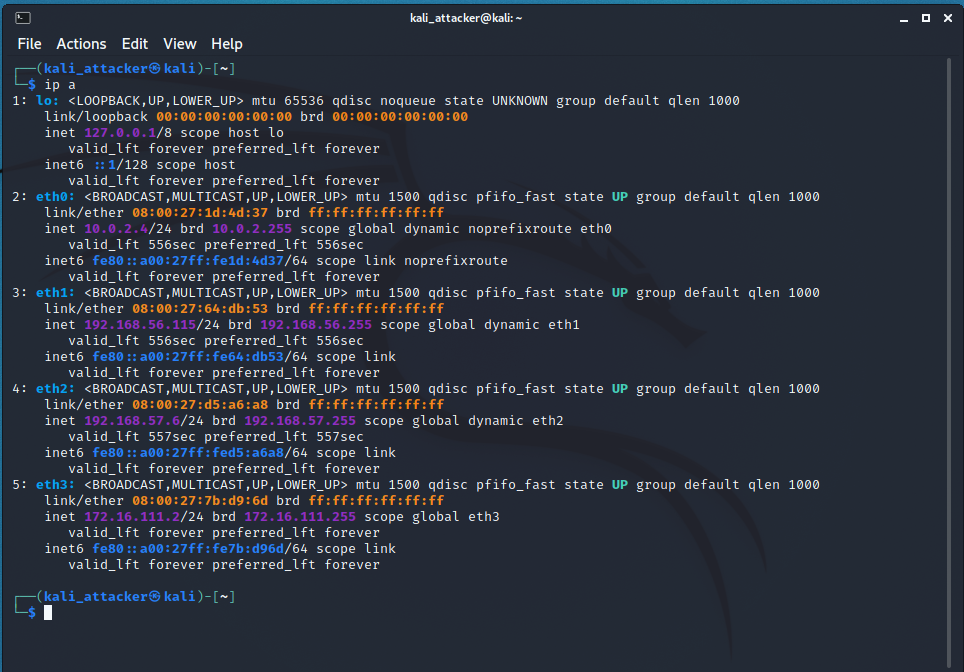 kali_attacker@kali: ~
File Actions Edit View Help
┌──(kali_attacker㉿kali)-[~]
└─$ ip a
1: lo: <LOOPBACK,UP,LOWER_UP> mtu 65536 qdisc noqueue state UNKNOWN group default qlen 1000
    link/loopback 00:00:00:00:00:00 brd 00:00:00:00:00:00
    inet 127.0.0.1/8 scope host lo
       valid_lft forever preferred_lft forever
    inet6 ::1/128 scope host
       valid_lft forever preferred_lft forever
2: eth0: <BROADCAST,MULTICAST,UP,LOWER_UP> mtu 1500 qdisc pfifo_fast state UP group default qlen 1000
    link/ether 08:00:27:1d:4d:37 brd ff:ff:ff:ff:ff:ff
    inet 10.0.2.4/24 brd 10.0.2.255 scope global dynamic noprefixroute eth0
       valid_lft 556sec preferred_lft 556sec
    inet6 fe80::a00:27ff:fe1d:4d37/64 scope link noprefixroute
       valid_lft forever preferred_lft forever
3: eth1: <BROADCAST,MULTICAST,UP,LOWER_UP> mtu 1500 qdisc pfifo_fast state UP group default qlen 1000
    link/ether 08:00:27:64:db:53 brd ff:ff:ff:ff:ff:ff
    inet 192.168.56.115/24 brd 192.168.56.255 scope global dynamic eth1
       valid_lft 556sec preferred_lft 556sec
    inet6 fe80::a00:27ff:fe64:db53/64 scope link
       valid_lft forever preferred_lft forever
4: eth2: <BROADCAST,MULTICAST,UP,LOWER_UP> mtu 1500 qdisc pfifo_fast state UP group default qlen 1000
    link/ether 08:00:27:d5:a6:a8 brd ff:ff:ff:ff:ff:ff
    inet 192.168.57.6/24 brd 192.168.57.255 scope global dynamic eth2
       valid_lft 557sec preferred_lft 557sec
    inet6 fe80::a00:27ff:fed5:a6a8/64 scope link
       valid_lft forever preferred_lft forever
5: eth3: <BROADCAST,MULTICAST,UP,LOWER_UP> mtu 1500 qdisc pfifo_fast state UP group default qlen 1000
    link/ether 08:00:27:7b:d9:6d brd ff:ff:ff:ff:ff:ff
    inet 172.16.111.2/24 brd 172.16.111.255 scope global eth3
       valid_lft forever preferred_lft forever
    inet6 fe80::a00:27ff:fe7b:d96d/64 scope link
       valid_lft forever preferred_lft forever
┌──(kali_attacker㉿kali)-[~]
└─$